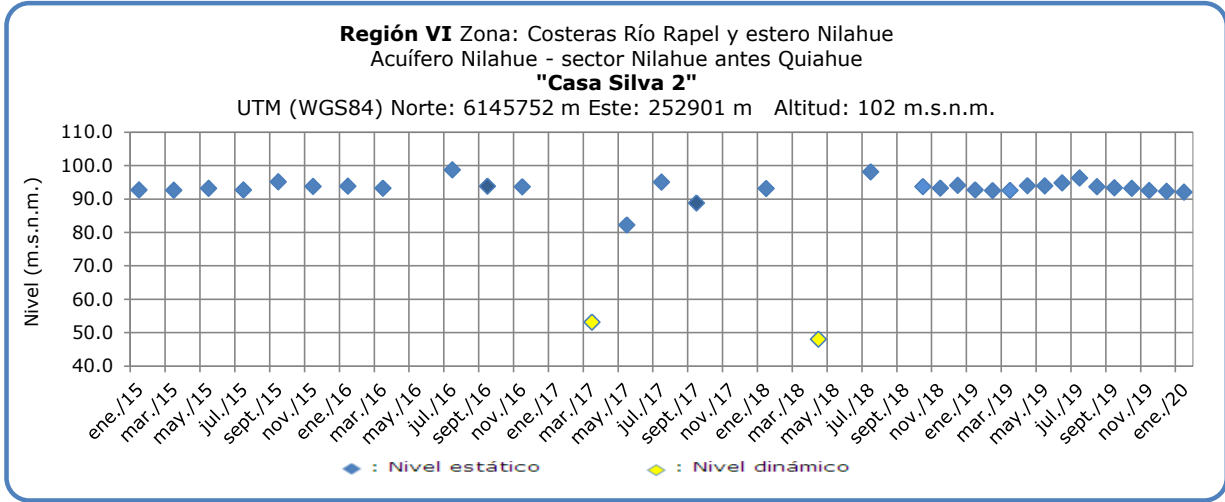 Región VI Zona: Costeras Río Rapel y estero Nilahue
Acuífero Nilahue - sector Nilahue antes Quiahue
"Casa Silva 2"
UTM (WGS84) Norte: 6145752 m Este: 252901 m Altitud: 102 m.s.n.m.
Nivel (m.s.n.m.)
110.0
100.0
90.0
80.0
70.0
60.0
50.0
40.0
ene./15
mar./15
may./15
jul./15
sept./15
nov./15
ene./16
mar./16
may./16
jul./16
sept./16
nov./16
ene./17
mar./17
may./17
jul./17
sept./17
nov./17
ene./18
mar./18
may./18
jul./18
sept./18
nov./18
ene./19
mar./19
may./19
jul./19
sept./19
nov./19
ene./20
: Nivel estático
: Nivel dinámico